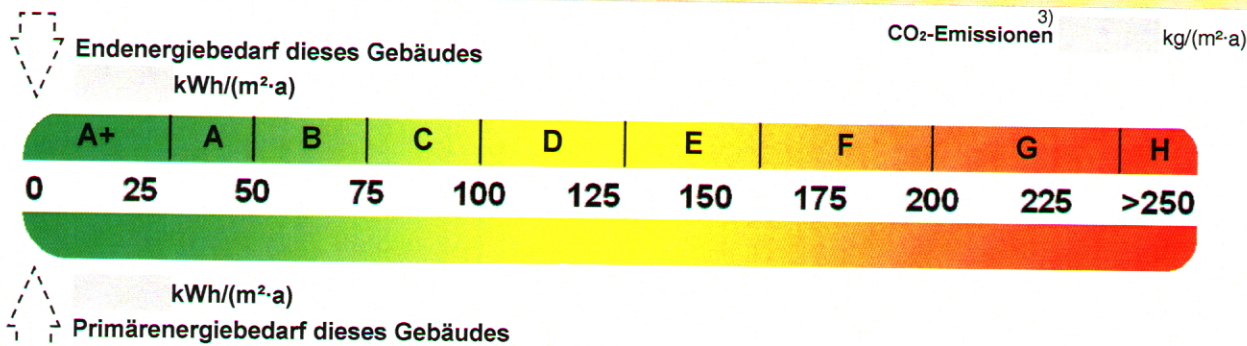 CO₂-Emissionen 3) kg/(m²·a)
Endenergiebedarf dieses Gebäudes
kWh/(m²·a)
A+ A B C D E F G H
0 25 50 75 100 125 150 175 200 225 >250
kWh/(m²·a)
Primärenergiebedarf dieses Gebäudes